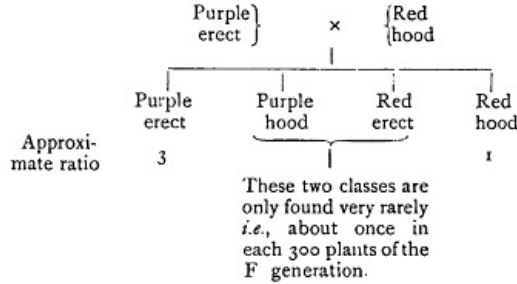 Purple erect} × {Red hood
Purple erect
Purple hood
Red erect
Red hood
Approxi-
mate ratio
3
1
These two classes are
only found very rarely
i.e., about once in
each 300 plants of the
F generation.